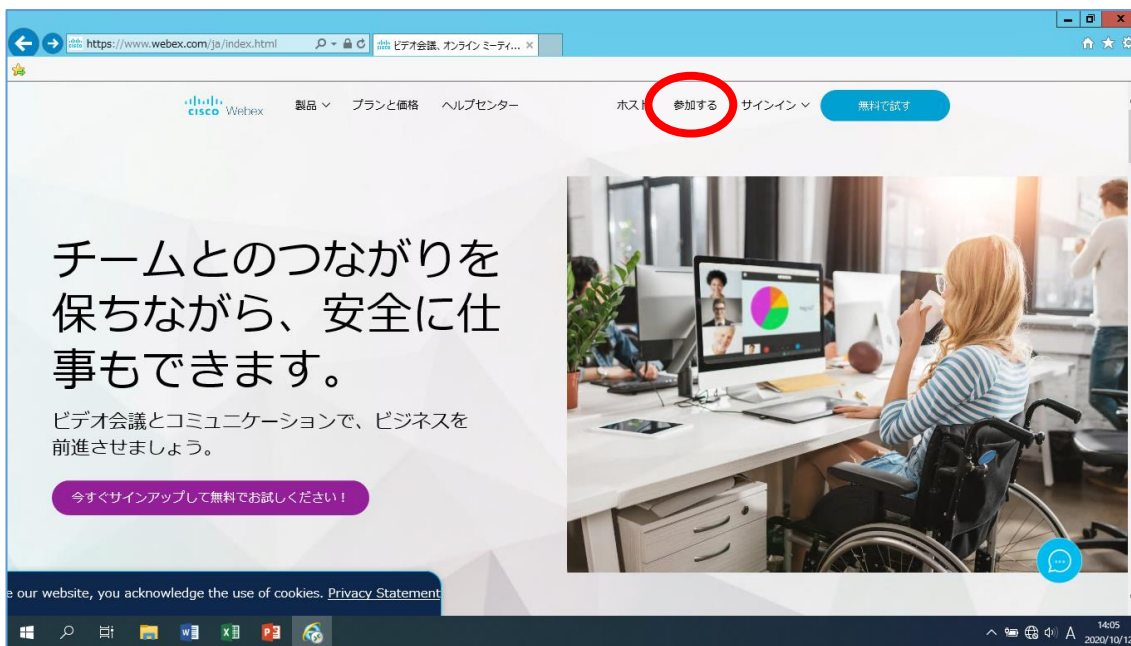 https://www.webex.com/ja/index.html
ビデオ会議、オンライン ミーティ... ×
cisco Webex 製品 プランと価格 ヘルプセンター ホスト 参加する サインイン 無料で試す
チームとのつながりを
保ちながら、安全に仕
事もできます。
ビデオ会議とコミュニケーションで、ビジネスを
前進させましょう。
今すぐサインアップして無料でお試しください!
e our website, you acknowledge the use of cookies. Privacy Statement
A
14:05
2020/10/12